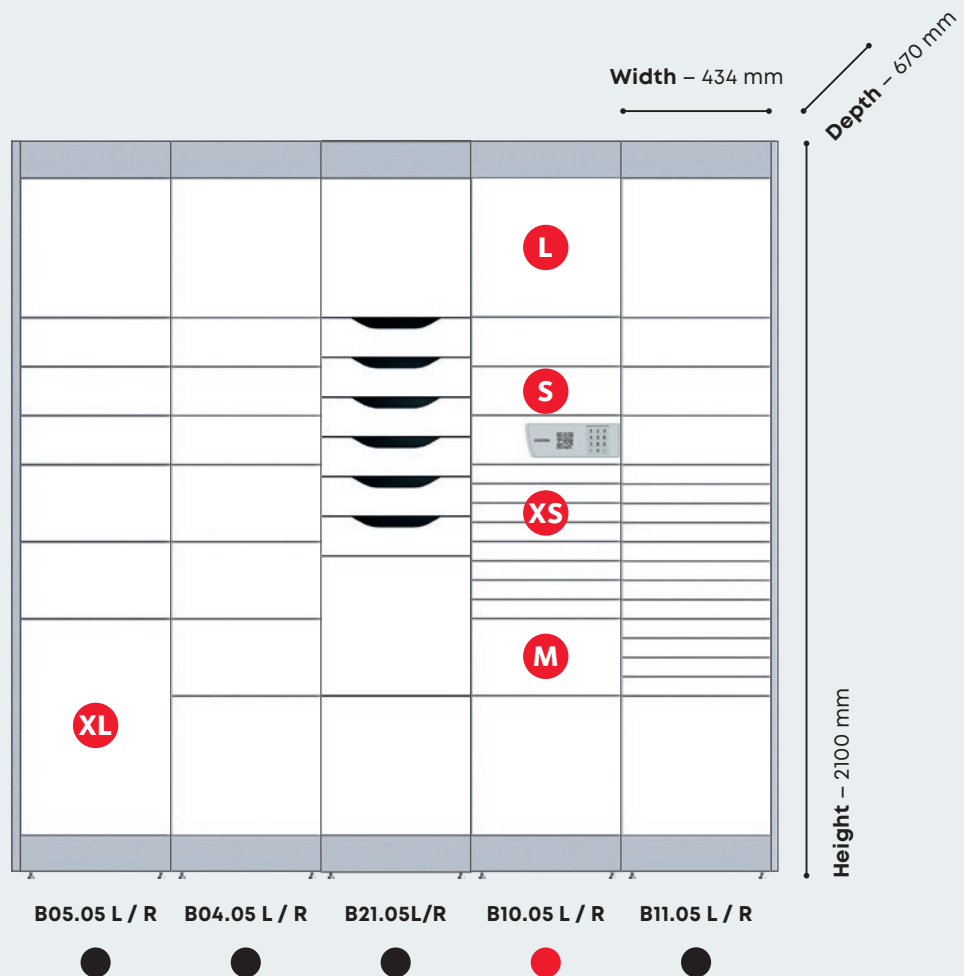 Width – 434 mm
Depth – 670 mm
L
S
XS
M
XL
Height – 2100 mm
B05.05 L / R
B04.05 L / R
B21.05L/R
B10.05 L / R
B11.05 L / R